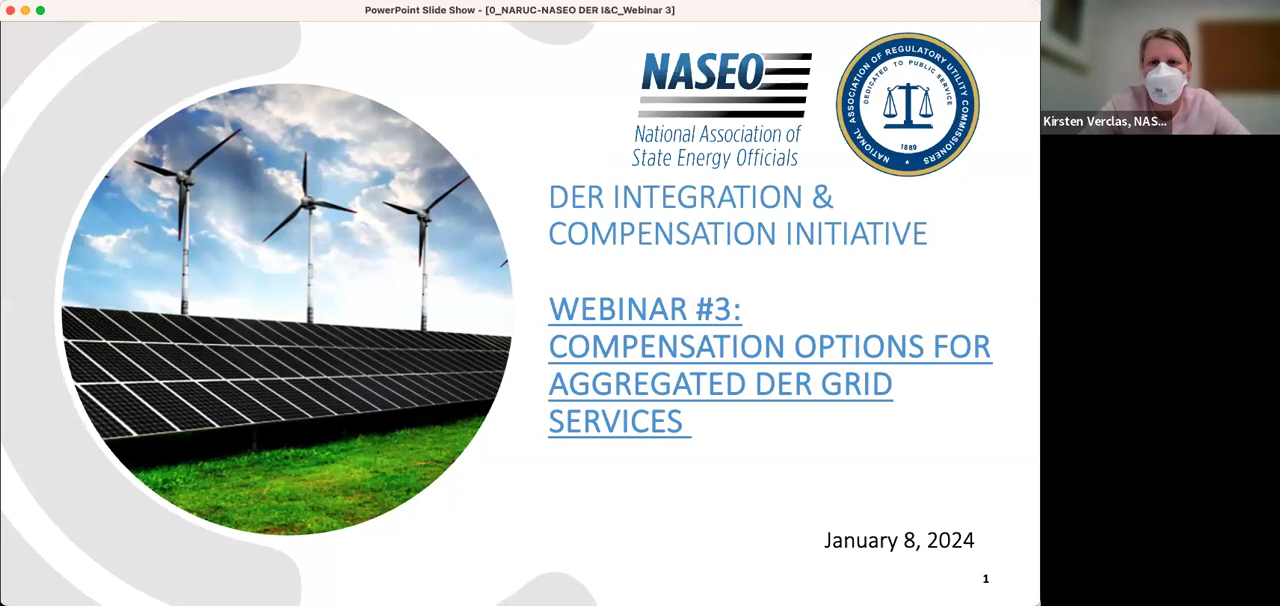 PowerPoint Slide Show - [0_NARUC-NASEO DER I&C_Webinar 3]
NASEO
National Association of
State Energy Officials
NATIONAL ASSOCIATION OF REGULATORY UTILITY COMMISSIONERS
DEDICATED TO PUBLIC SERVICE
1889
DER INTEGRATION &
COMPENSATION INITIATIVE
WEBINAR #3:
COMPENSATION OPTIONS FOR
AGGREGATED DER GRID
SERVICES
January 8, 2024
1
Kirsten Verclas, NAS...